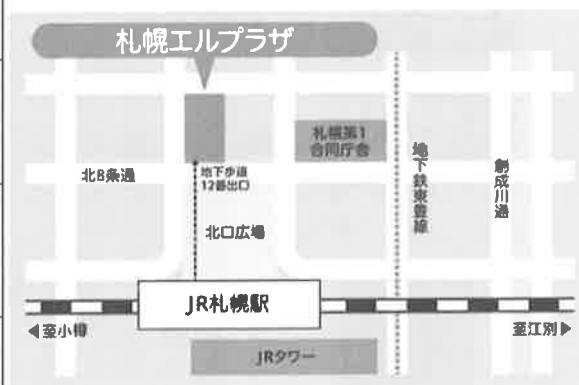 札幌エルプラザ
札幌第1
合同庁舎
地下鉄東豊線
創成川通
北8条通
地下歩道
12番出口
北口広場
JR札幌駅
◀至小樽
至江別▶
JRタワー